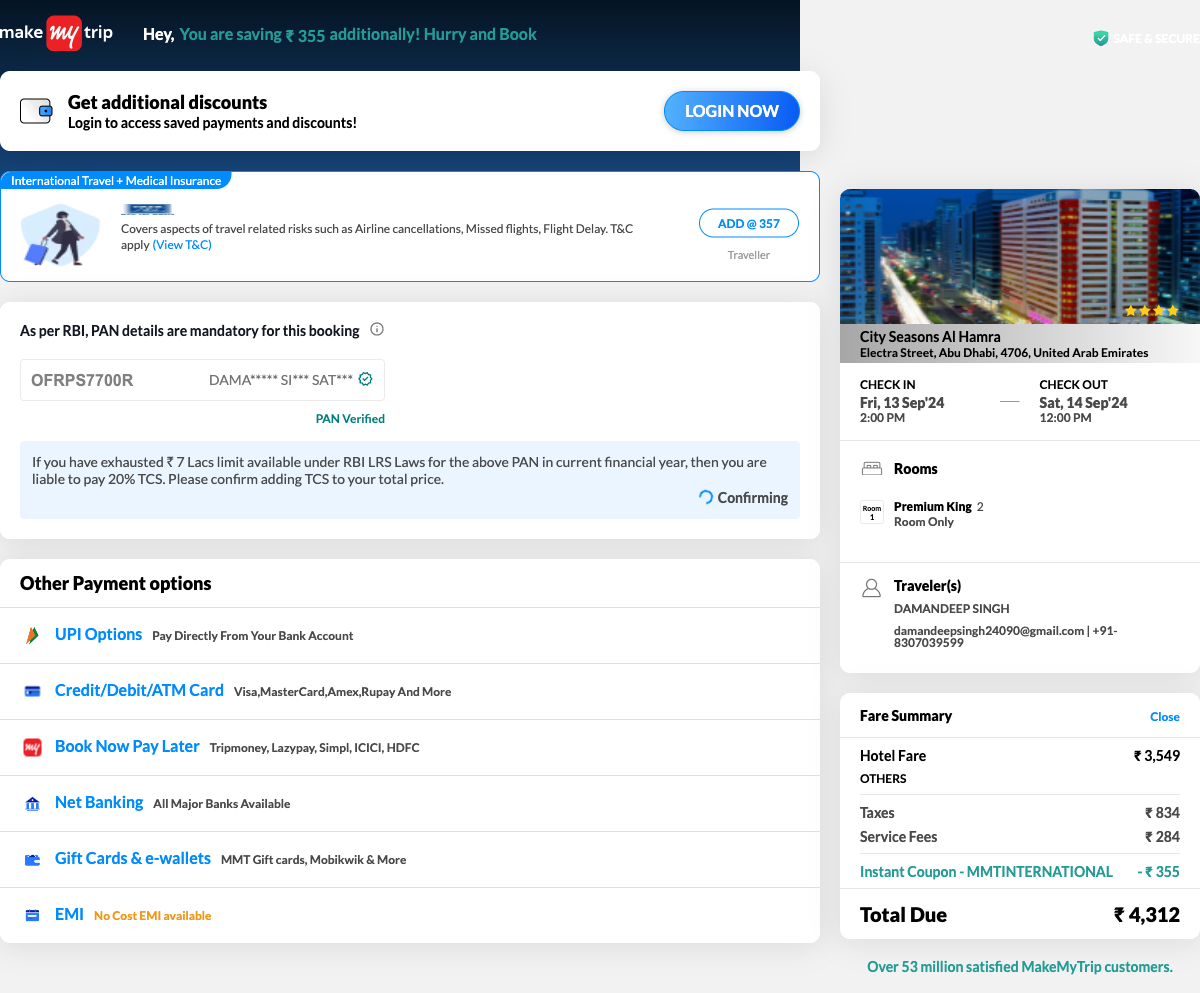 make my trip
Hey, You are saving ₹ 355 additionally! Hurry and Book
SAFE & SECURE
Get additional discounts
Login to access saved payments and discounts!
LOGIN NOW
International Travel + Medical Insurance
Covers aspects of travel related risks such as Airline cancellations, Missed flights, Flight Delay. T&C
apply (View T&C)
ADD @ 357
Traveller
As per RBI, PAN details are mandatory for this booking
OFRPS7700R
DAMA***** SI*** SAT***
PAN Verified
If you have exhausted ₹ 7 Lacs limit available under RBI LRS Laws for the above PAN in current financial year, then you are
liable to pay 20% TCS. Please confirm adding TCS to your total price.
Confirming
Other Payment options
UPI Options Pay Directly From Your Bank Account
Credit/Debit/ATM Card Visa,MasterCard,Amex,Rupay And More
my
Book Now Pay Later Tripmoney, Lazypay, Simpl, ICICI, HDFC
Net Banking All Major Banks Available
Gift Cards & e-wallets MMT Gift cards, Mobikwik & More
EMI No Cost EMI available
City Seasons Al Hamra
Electra Street, Abu Dhabi, 4706, United Arab Emirates
CHECK IN
Fri, 13 Sep'24
2:00 PM
CHECK OUT
Sat, 14 Sep'24
12:00 PM
Rooms
Room
1
Premium King 2
Room Only
Traveler(s)
DAMANDEEP SINGH
damandeepsingh24090@gmail.com | +91-
8307039599
Fare Summary
Close
Hotel Fare ₹ 3,549
OTHERS
Taxes ₹ 834
Service Fees ₹ 284
Instant Coupon - MMTINTERNATIONAL - ₹ 355
Total Due ₹ 4,312
Over 53 million satisfied MakeMyTrip customers.